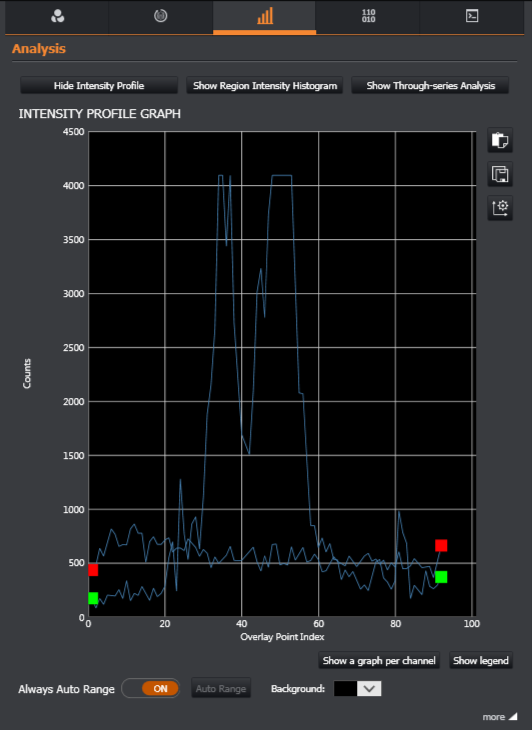 110
010
Analysis
Hide Intensity Profile Show Region Intensity Histogram Show Through-series Analysis
INTENSITY PROFILE GRAPH
4500
4000
3500
3000
2500
2000
1500
1000
500
0
Counts
0 20 40 60 80 100
Overlay Point Index
Show a graph per channel Show legend
Always Auto Range ON Auto Range Background:
more